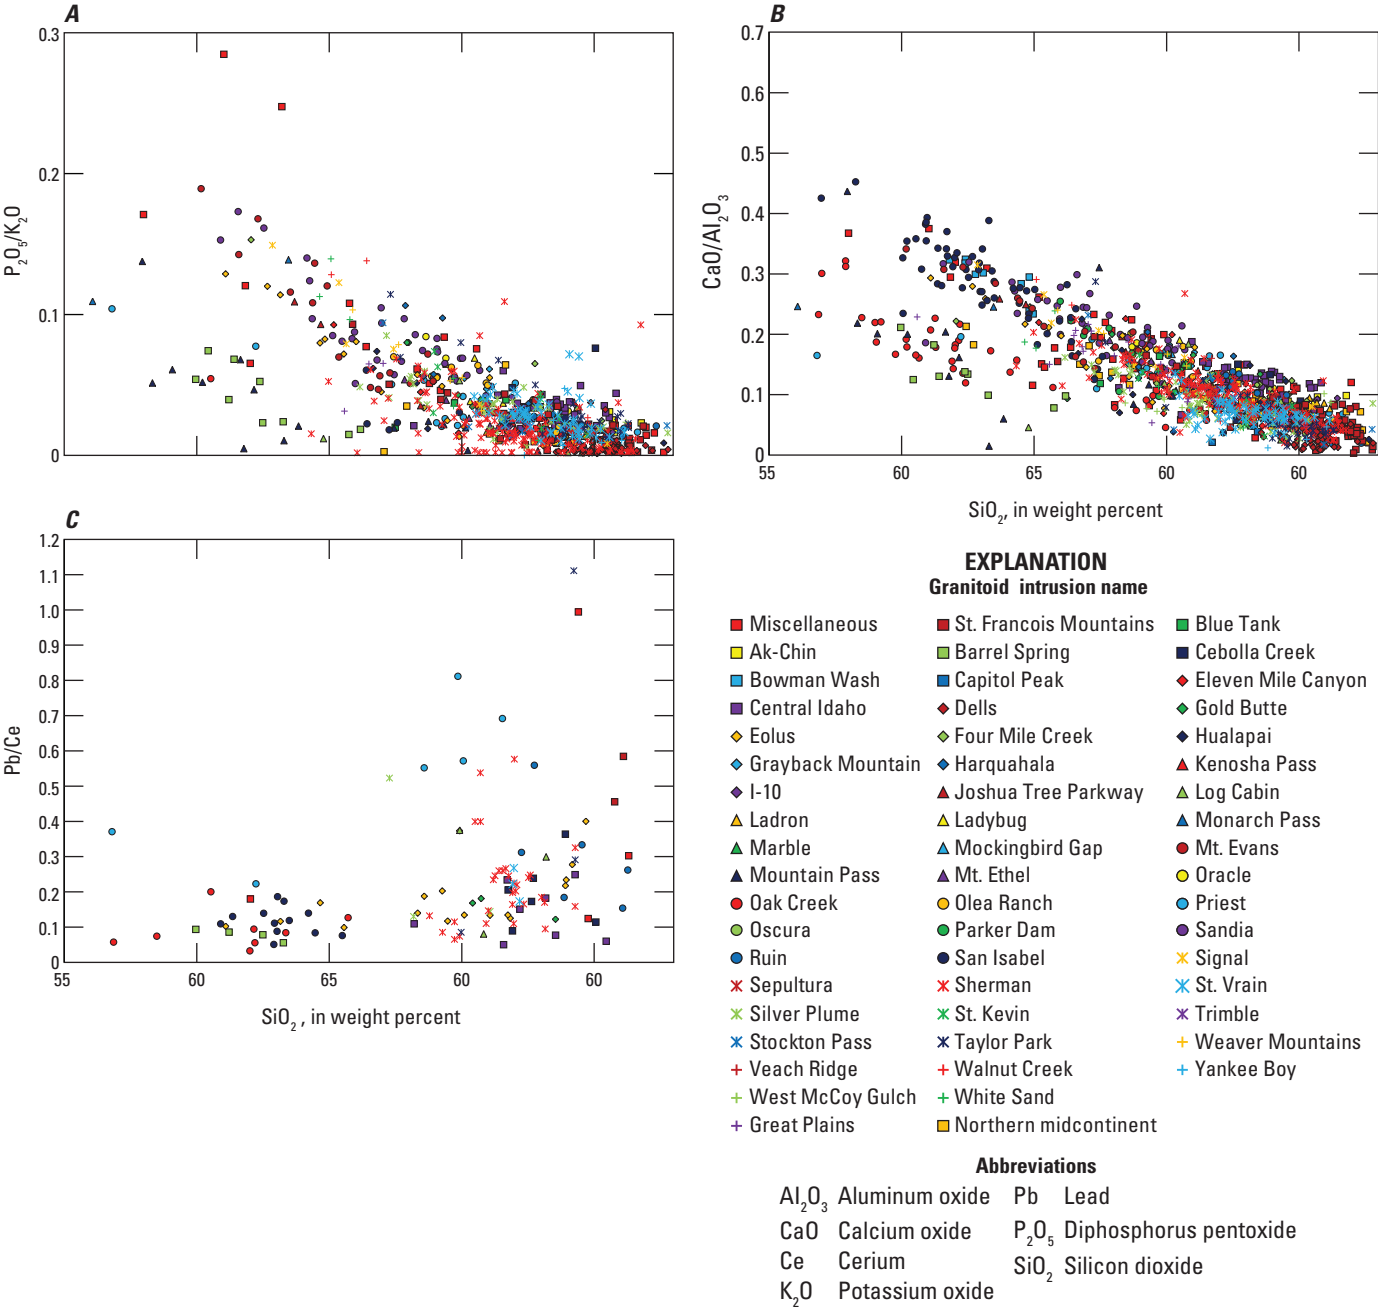 A
0.3
0.2
0.1
0
P2O5/K2O
B
0.7
0.6
0.5
0.4
0.3
0.2
0.1
0
CaO/Al2O3
55 60 65 60 60
SiO2, in weight percent
C
1.2
1.1
1.0
0.9
0.8
0.7
0.6
0.5
0.4
0.3
0.2
0.1
0
Pb/Ce
55 60 65 60 60
SiO2 , in weight percent
EXPLANATION
Granitoid intrusion name
Miscellaneous St. Francois Mountains Blue Tank
Ak-Chin Barrel Spring Cebolla Creek
Bowman Wash Capitol Peak Eleven Mile Canyon
Central Idaho Dells Gold Butte
Eolus Four Mile Creek Hualapai
Grayback Mountain Harquahala Kenosha Pass
I-10 Joshua Tree Parkway Log Cabin
Ladron Ladybug Monarch Pass
Marble Mockingbird Gap Mt. Evans
Mountain Pass Mt. Ethel Oracle
Oak Creek Olea Ranch Priest
Oscura Parker Dam Sandia
Ruin San Isabel Signal
Sepultura Sherman St. Vrain
Silver Plume St. Kevin Trimble
Stockton Pass Taylor Park Weaver Mountains
Veach Ridge Walnut Creek Yankee Boy
West McCoy Gulch White Sand
Great Plains Northern midcontinent
Abbreviations
Al2O3 Aluminum oxide Pb Lead
CaO Calcium oxide P2O5 Diphosphorus pentoxide
Ce Cerium SiO2 Silicon dioxide
K2O Potassium oxide